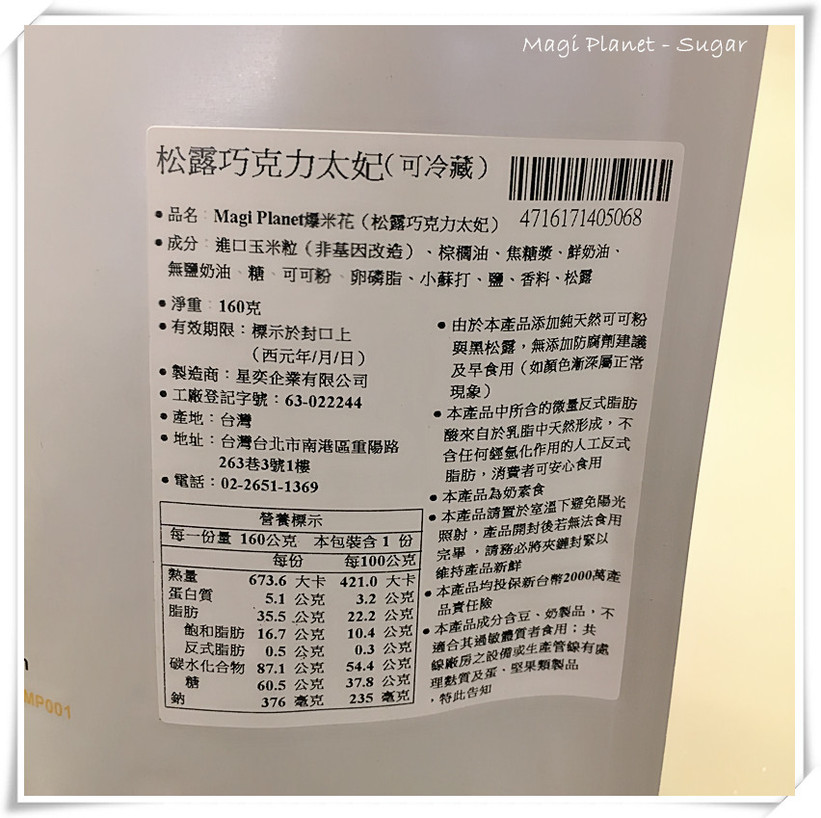 Magi Planet - Sugar
松露巧克力太妃(可冷藏)
4716171405068
• 品名：Magi Planet爆米花（松露巧克力太妃）
• 成分：進口玉米粒（非基因改造）、棕櫚油、焦糖漿、鮮奶油、
無鹽奶油、糖、可可粉、卵磷脂、小蘇打、鹽、香料、松露
• 淨重：160克
• 有效期限：標示於封口上
（西元年/月/日）
• 製造商：星奕企業有限公司
• 工廠登記字號：63-022244
• 產地：台灣
• 地址：台灣台北市南港區重陽路
263巷3號1樓
• 電話：02-2651-1369
營養標示
每一份量 160公克 本包裝含 1 份
每份 每100公克
熱量 673.6 大卡 421.0 大卡
蛋白質 5.1 公克 3.2 公克
脂肪 35.5 公克 22.2 公克
飽和脂肪 16.7 公克 10.4 公克
反式脂肪 0.5 公克 0.3 公克
碳水化合物 87.1 公克 54.4 公克
糖 60.5 公克 37.8 公克
鈉 376 毫克 235 毫克
• 由於本產品添加純天然可可粉
與黑松露，無添加防腐劑建議
及早食用（如顏色漸深屬正常
現象）
• 本產品中所含的微量反式脂肪
酸來自於乳脂中天然形成，不
含任何經氫化作用的人工反式
脂肪，消費者可安心食用
• 本產品為奶素食
• 本產品請置於室溫下避免陽光
照射，產品開封後若無法食用
完畢，請務必將夾鏈封緊以
維持產品新鮮
• 本產品均投保新台幣2000萬產
品責任險
• 本產品成分含豆、奶製品，不
適合其過敏體質者食用；共
線廠房之設備或生產管線有處
理麩質及蛋、堅果類製品
，特此告知
MP001